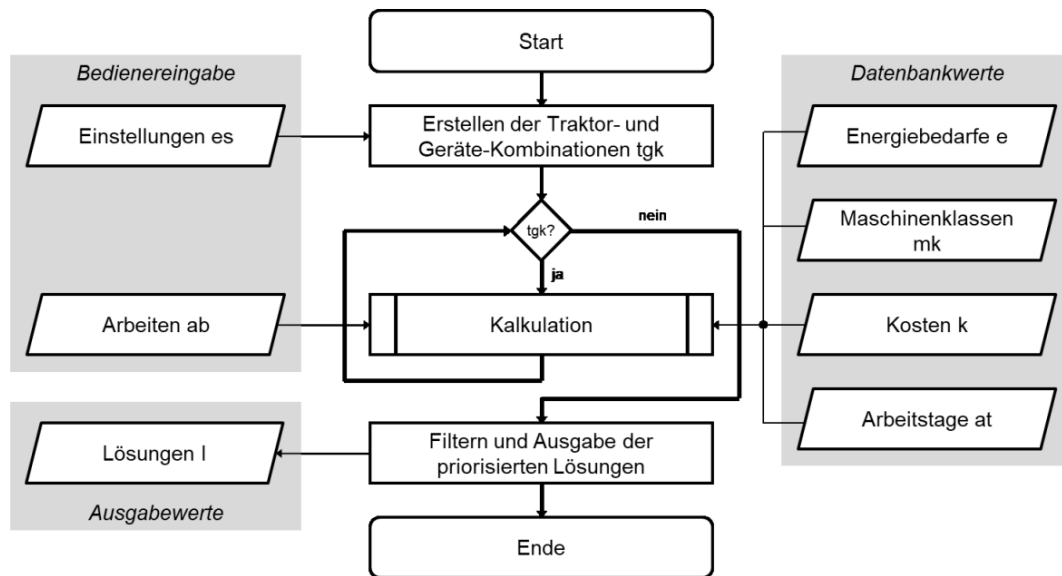 Start
Bedienereingabe
Datenbankwerte
Einstellungen es
Erstellen der Traktor- und
Geräte-Kombinationen tgk
Energiebedarfe e
nein
tgk?
Maschinenklassen
mk
ja
Arbeiten ab
Kalkulation
Kosten k
Arbeitstage at
Lösungen l
Filtern und Ausgabe der
priorisierten Lösungen
Ausgabewerte
Ende